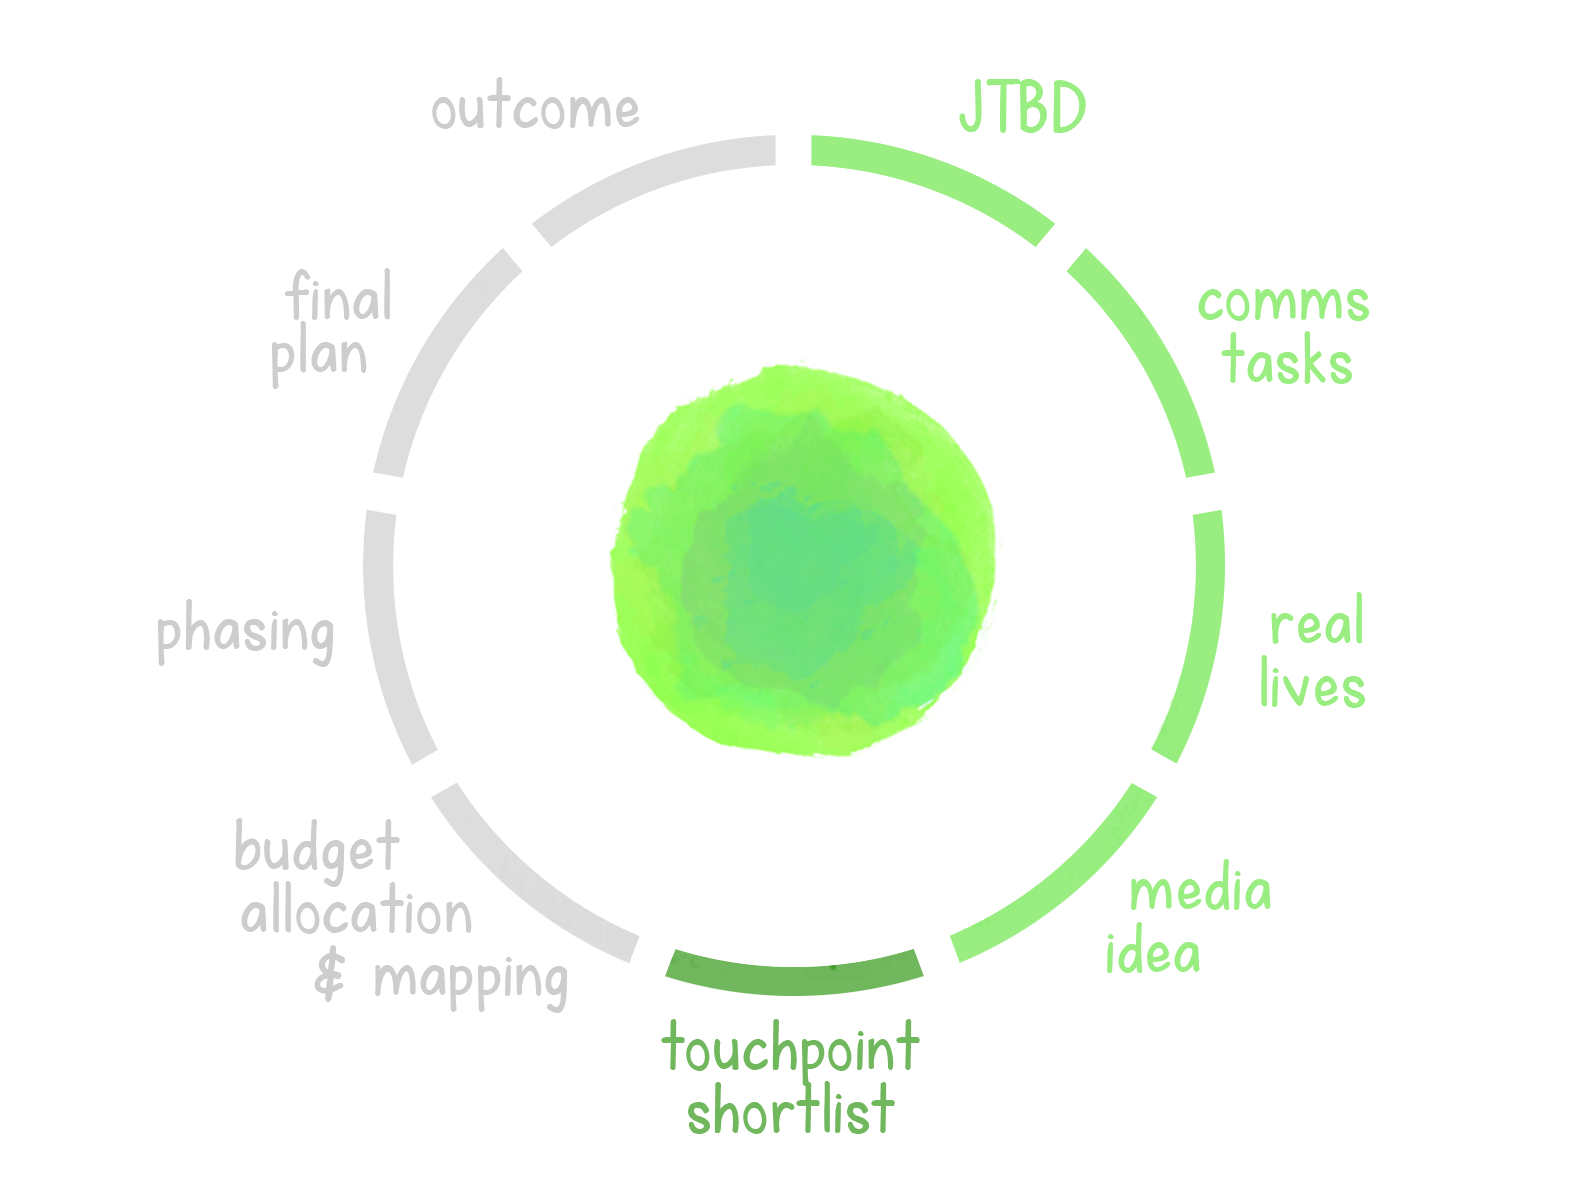 JTBD
comms
tasks
real
lives
media
idea
touchpoint
shortlist
budget
allocation
& mapping
phasing
final
plan
outcome